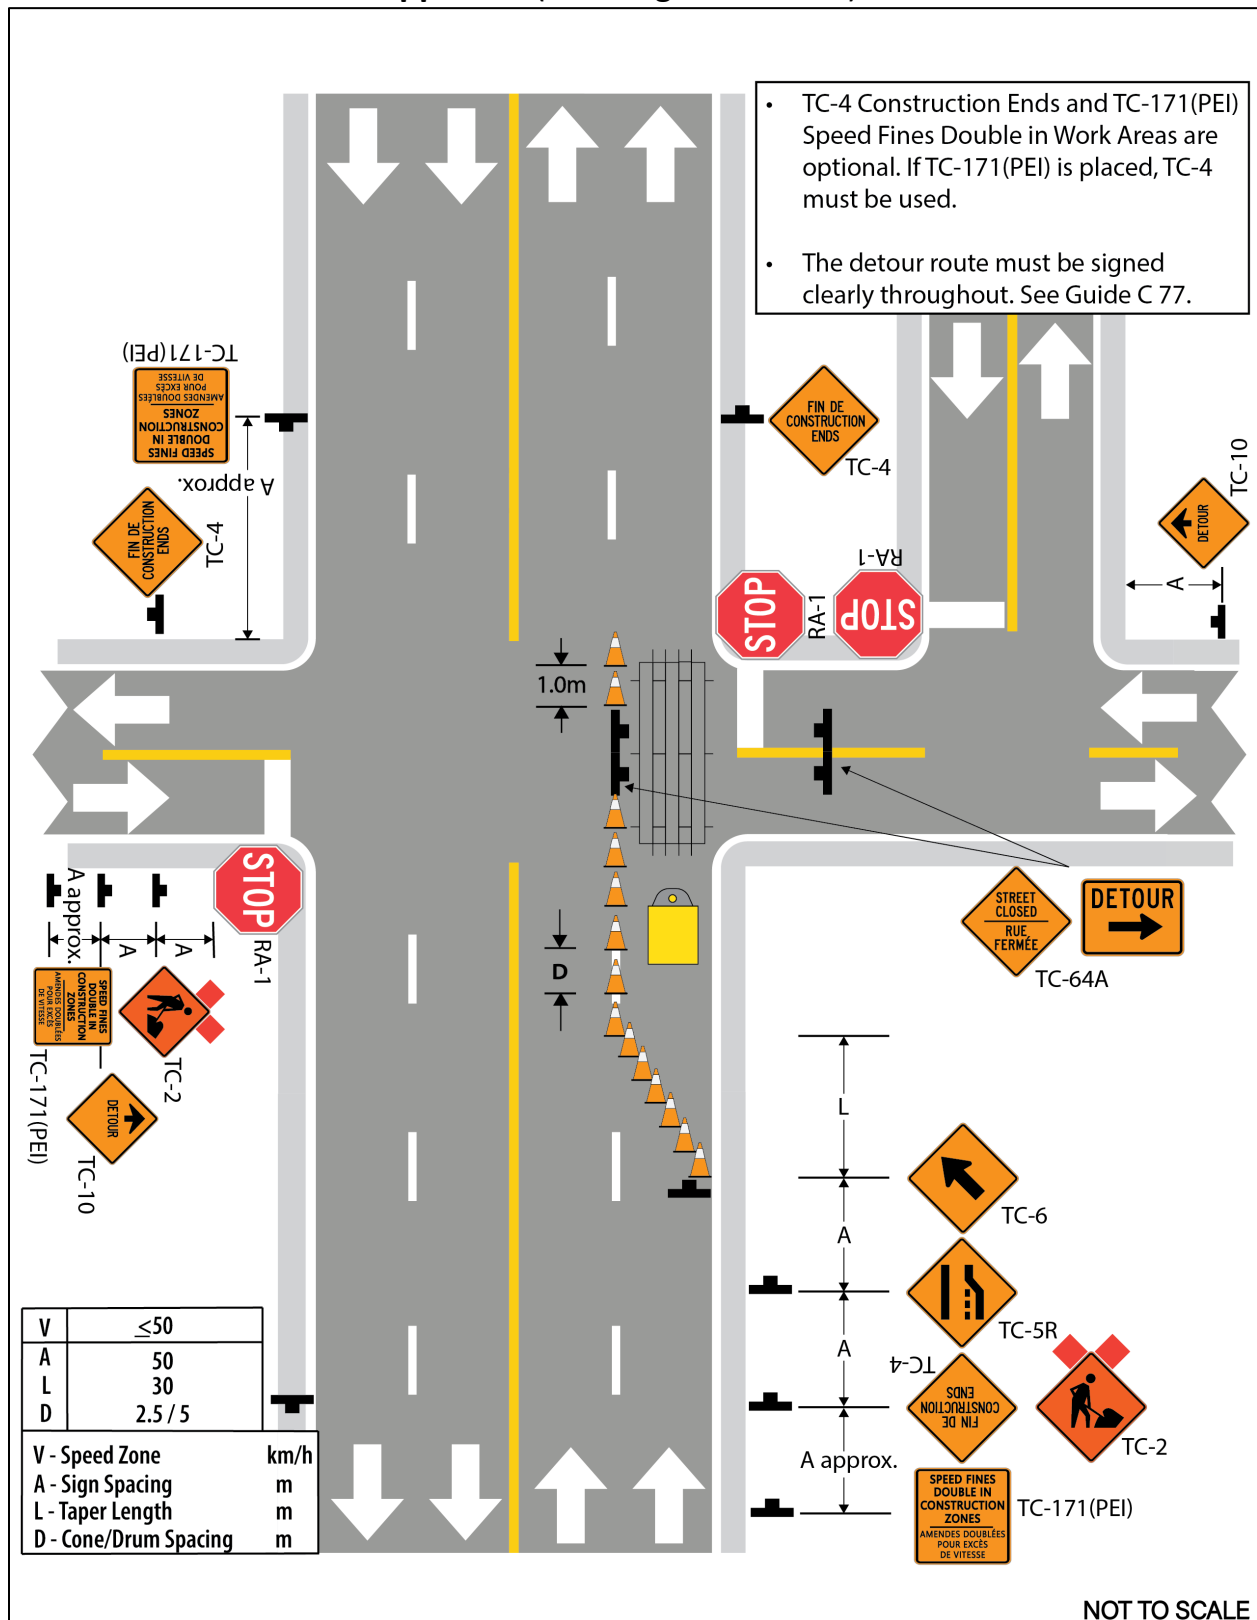 • TC-4 Construction Ends and TC-171(PEI)
Speed Fines Double in Work Areas are
optional. If TC-171(PEI) is placed, TC-4
must be used.
• The detour route must be signed
clearly throughout. See Guide C 77.
TC-171(PEI)
SPEED FINES
DOUBLE IN
CONSTRUCTION
ZONES
AMENDES DOUBLÉES
POUR EXCÈS
DE VITESSE
A approx.
FIN DE
CONSTRUCTION
ENDS
TC-4
FIN DE
CONSTRUCTION
ENDS
TC-4
TC-10
DETOUR
A
STOP
RA-1
STOP
RA-1
1.0m
STOP
RA-1
A approx.
A
A
SPEED FINES
DOUBLE IN
CONSTRUCTION
ZONES
AMENDES DOUBLÉES
POUR EXCÈS
DE VITESSE
TC-171(PEI)
TC-2
DETOUR
TC-10
D
STREET
CLOSED
RUE
FERMÉE
TC-64A
DETOUR
L
A
A
A approx.
TC-6
TC-5R
TC-4
FIN DE
CONSTRUCTION
ENDS
TC-2
SPEED FINES
DOUBLE IN
CONSTRUCTION
ZONES
AMENDES DOUBLÉES
POUR EXCÈS
DE VITESSE
TC-171(PEI)
V ≤50
A 50
L 30
D 2.5 / 5
V - Speed Zone km/h
A - Sign Spacing m
L - Taper Length m
D - Cone/Drum Spacing m
NOT TO SCALE